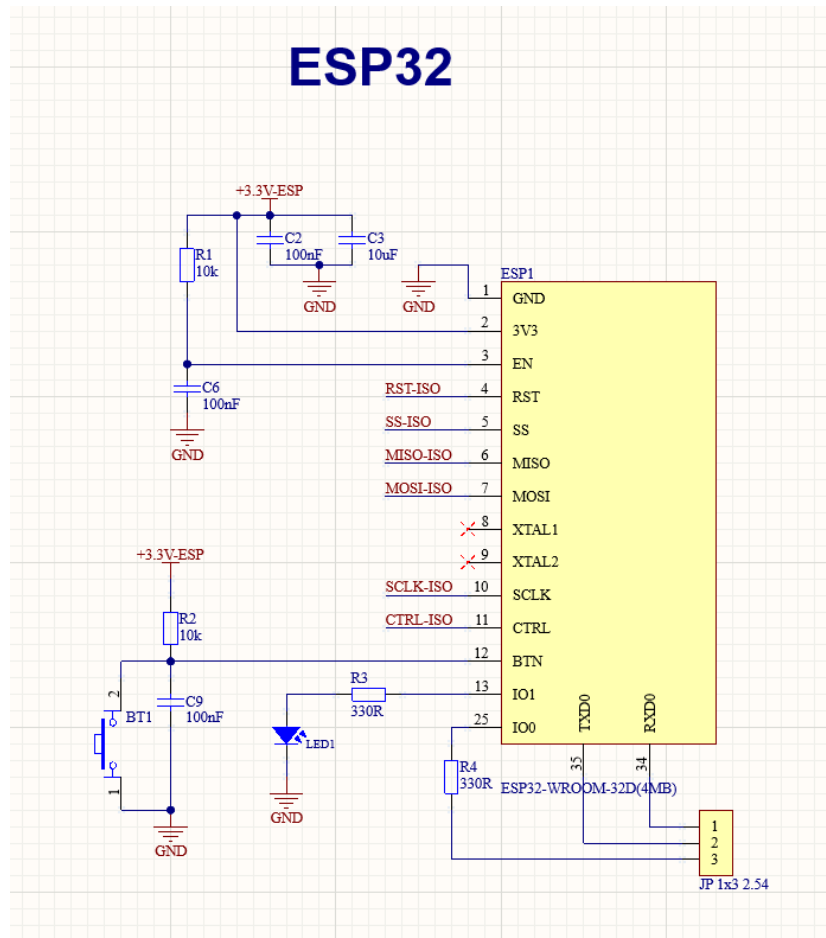 ESP32
+3.3V-ESP
R1
10k
C2
100nF
C3
10uF
GND
GND
C6
100nF
GND
ESP1
1 GND
2 3V3
3 EN
RST-ISO 4 RST
SS-ISO 5 SS
MISO-ISO 6 MISO
MOSI-ISO 7 MOSI
8 XTAL1
9 XTAL2
SCLK-ISO 10 SCLK
CTRL-ISO 11 CTRL
12 BTN
13 IO1
25 IO0
TXD0
RXD0
35
34
+3.3V-ESP
R2
10k
2
BT1
1
C9
100nF
GND
R3
330R
LED1
GND
R4
330R
ESP32-WROOM-32D(4MB)
1
2
3
JP 1x3 2.54